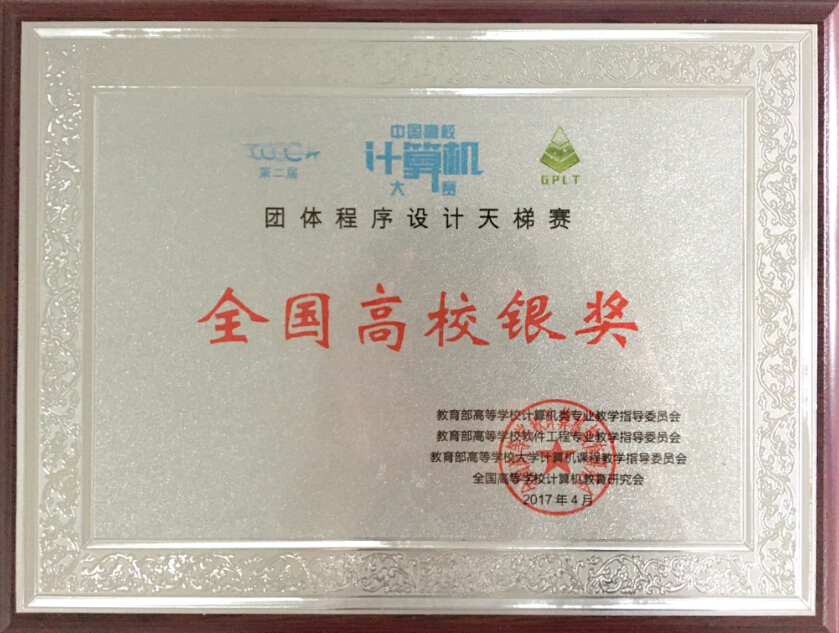 中国高校
计算机
大赛
第二届
GPLT
团体程序设计天梯赛
全国高校银奖
教育部高等学校计算机类专业教学指导委员会
教育部高等学校软件工程专业教学指导委员会
教育部高等学校大学计算机课程教学指导委员会
全国高等学校计算机教育研究会
2017年4月